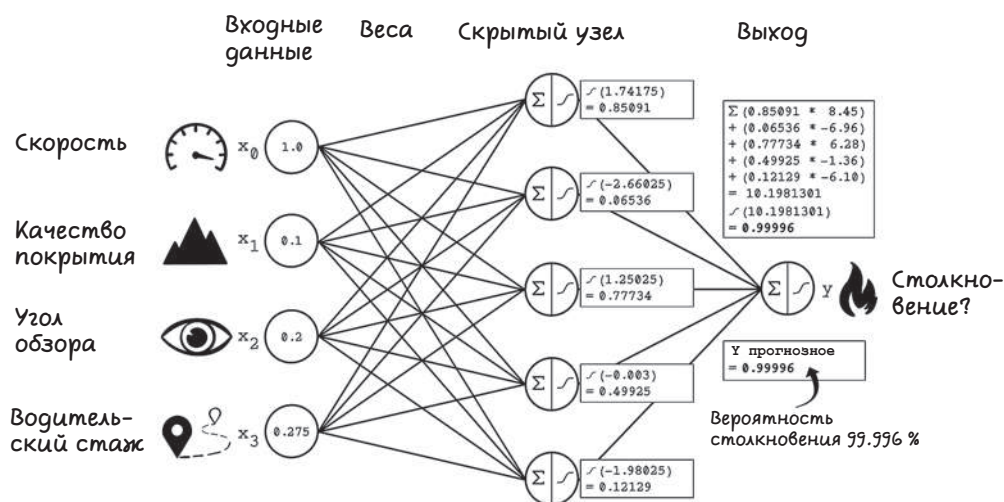 Входные
данные
Веса
Скрытый узел
Выход
Скорость
x0
1.0
Качество
покрытия
x1
0.1
Угол
обзора
x2
0.2
Водитель-
ский стаж
x3
0.275
Σ
∫(1.74175)
= 0.85091
Σ
∫(-2.66025)
= 0.06536
Σ
∫(1.25025)
= 0.77734
Σ
∫(-0.003)
= 0.49925
Σ
∫(-1.98025)
= 0.12129
Σ (0.85091 * 8.45)
+ (0.06536 * -6.96)
+ (0.77734 * 6.28)
+ (0.49925 * -1.36)
+ (0.12129 * -6.10)
= 10.1981301
∫(10.1981301)
= 0.99996
Σ
y
Столкно-
вение?
Y прогнозное
= 0.99996
Вероятность
столкновения 99.996 %